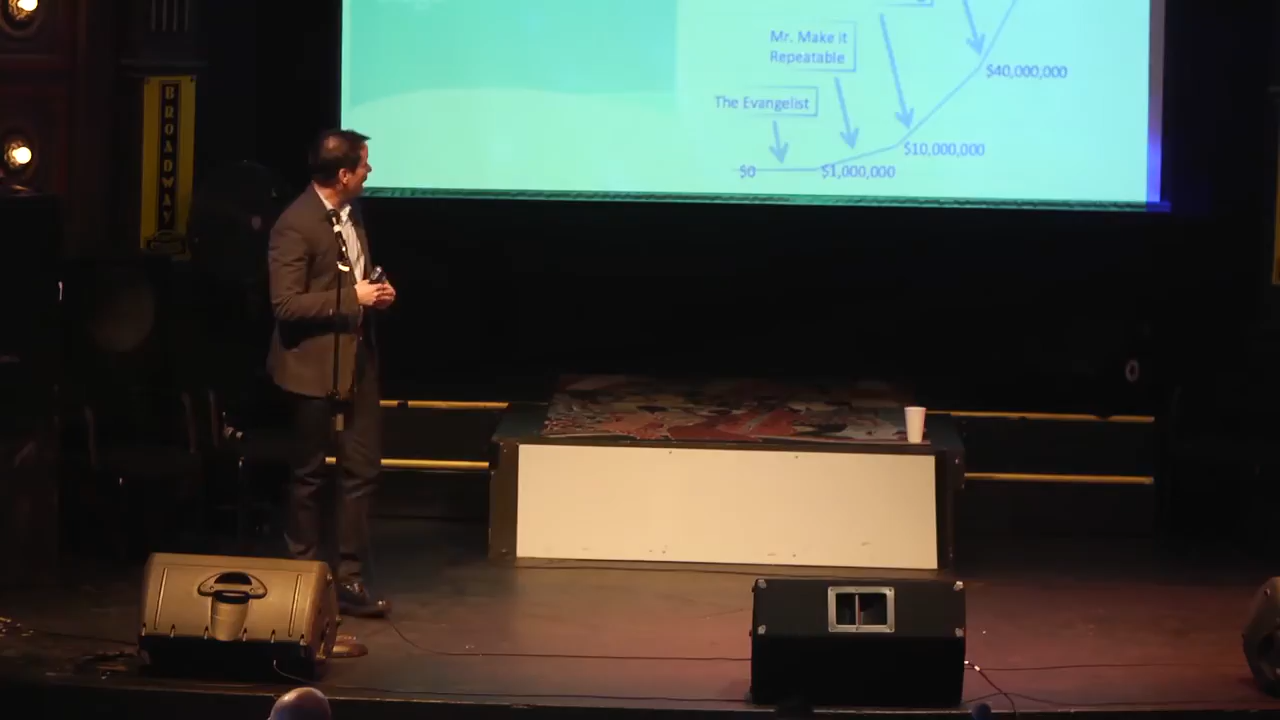 BROADWAY
Mr. Make it
Repeatable
The Evangelist
$40,000,000
$10,000,000
$0
$1,000,000